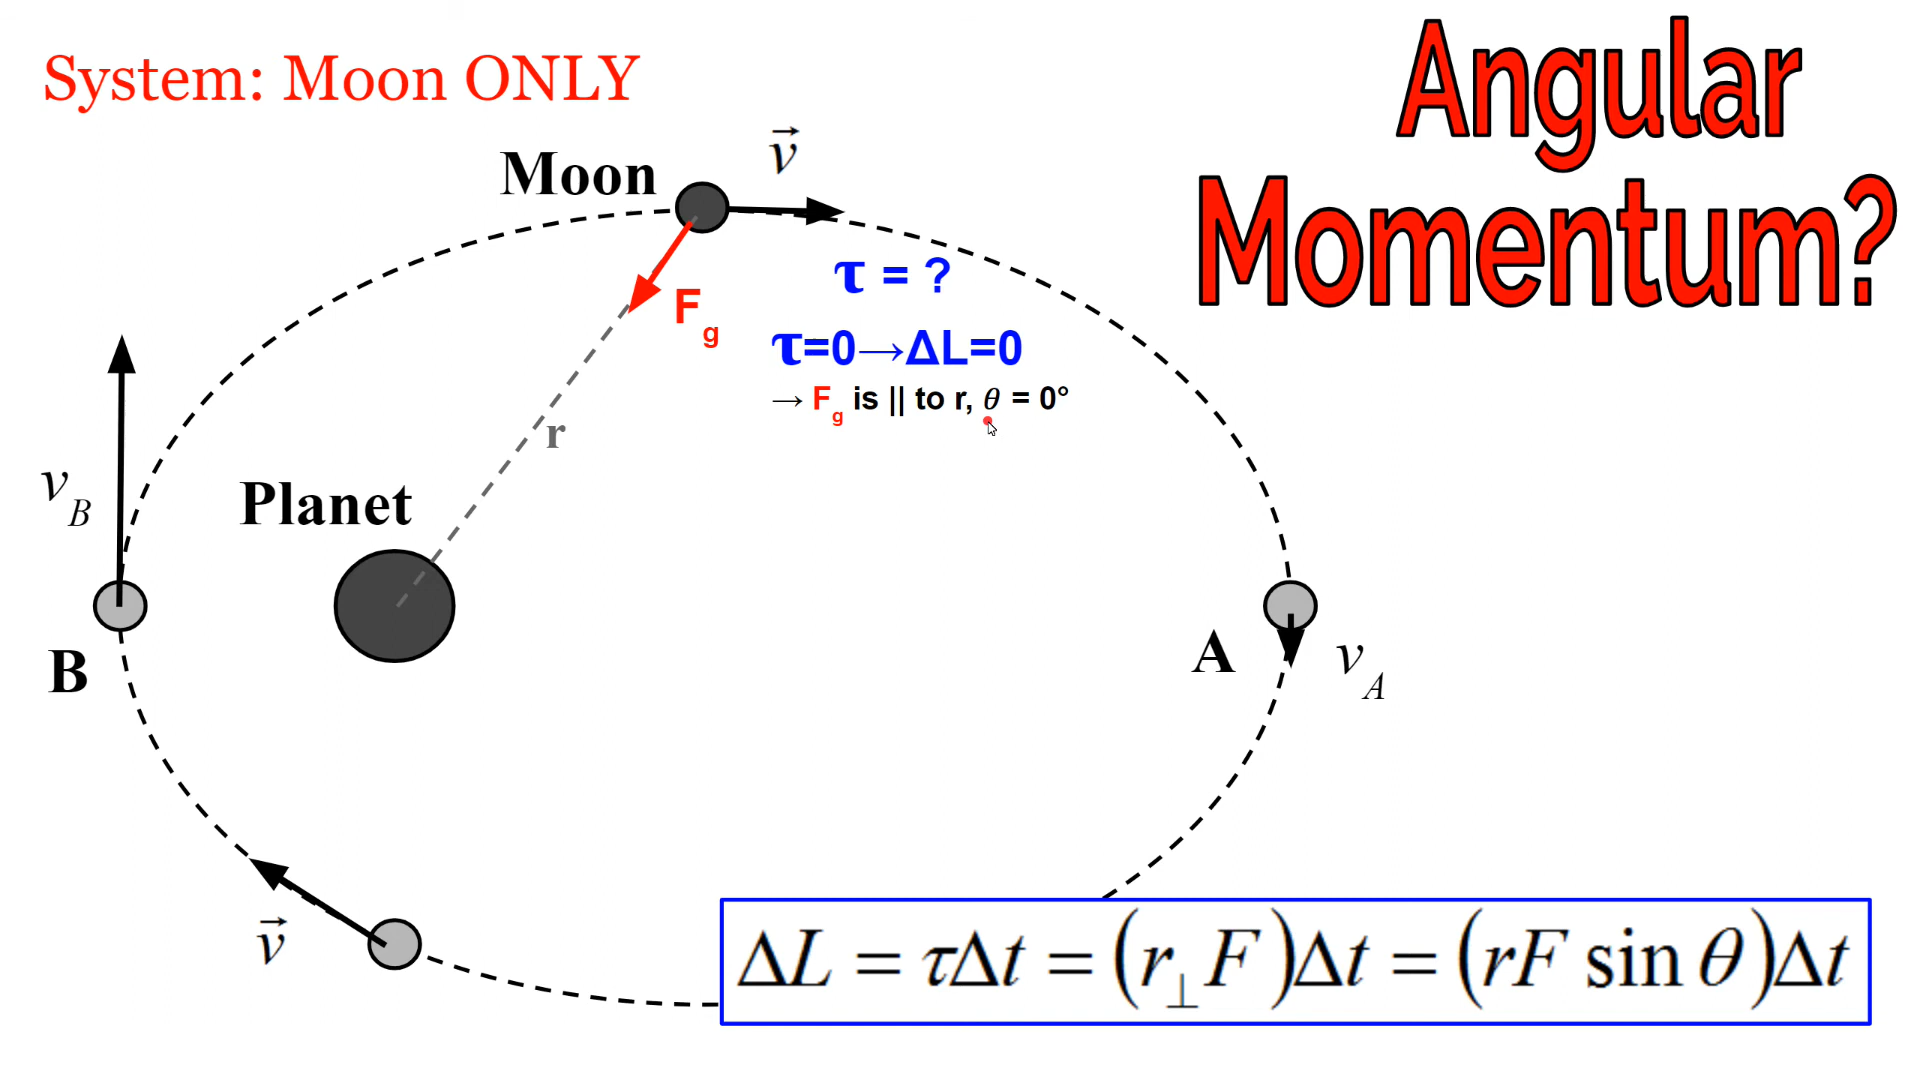 System: Moon ONLY
Angular
Momentum?
v⃗
Moon
τ = ?
F_g
τ=0→ΔL=0
→ F_g is || to r, θ = 0°
r
v_B
Planet
B
A
v_A
v⃗
ΔL = τΔt = (r_⊥F)Δt = (rF sin θ)Δt